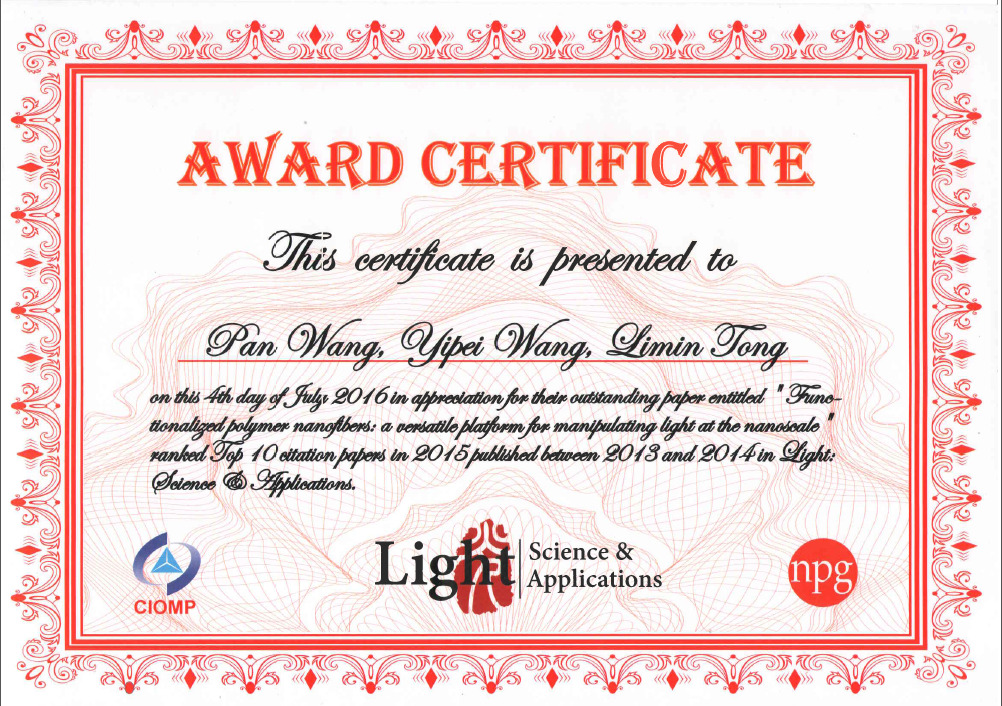 AWARD CERTIFICATE
This certificate is presented to
Pan Wang, Yipei Wang, Limin Tong
on this 4th day of July 2016 in appreciation for their outstanding paper entitled " Func-
tionalized polymer nanofibers: a versatile platform for manipulating light at the nanoscale "
ranked Top 10 citation papers in 2015 published between 2013 and 2014 in Light:
Science & Applications.
CIOMP
Light
Science &
Applications
npg